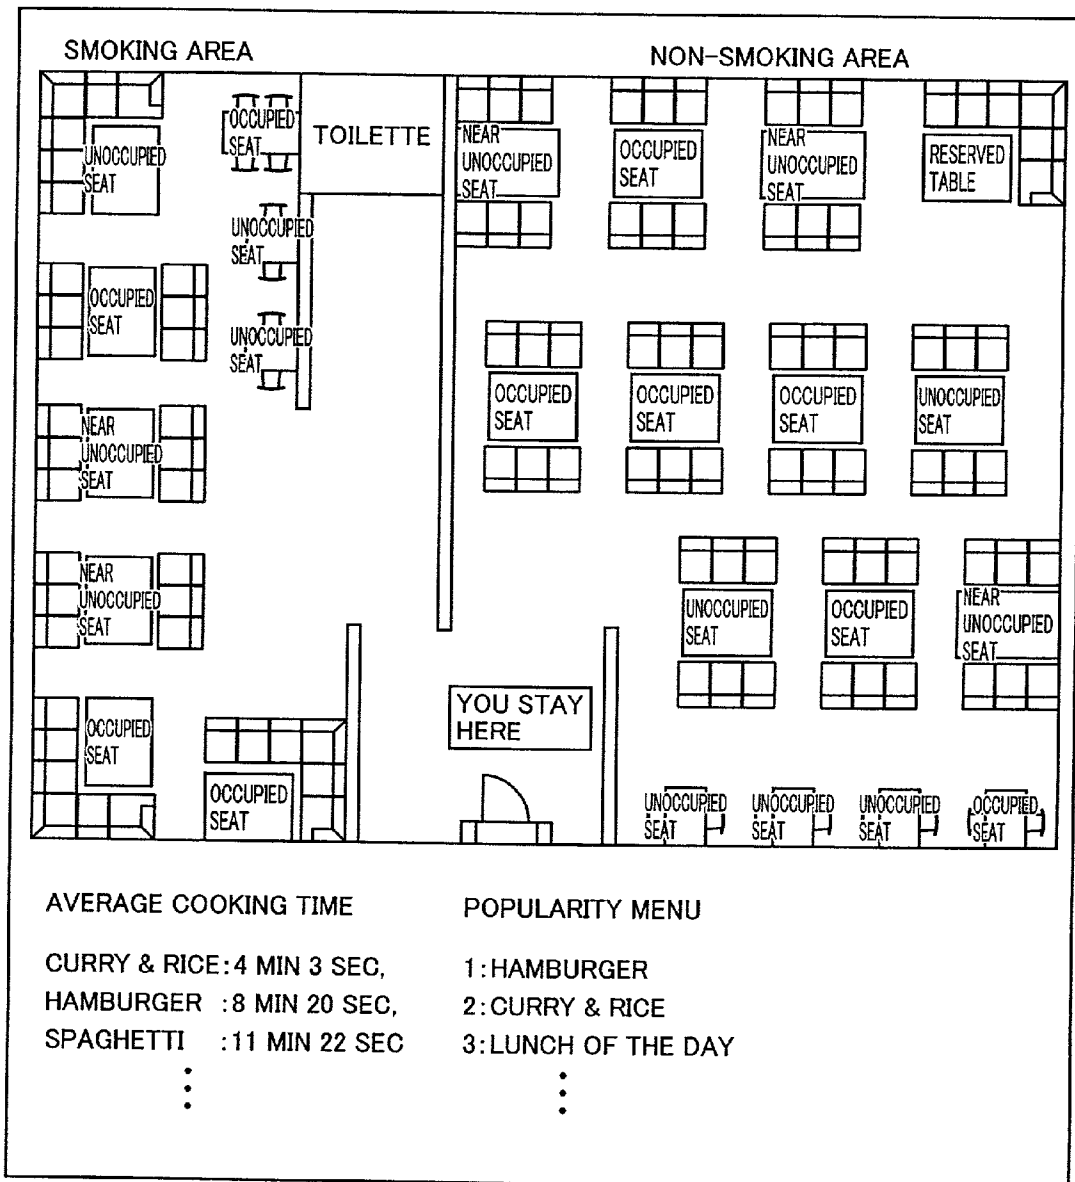 SMOKING AREA
NON-SMOKING AREA
UNOCCUPIED
SEAT
OCCUPIED
SEAT
TOILETTE
NEAR
UNOCCUPIED
SEAT
OCCUPIED
SEAT
NEAR
UNOCCUPIED
SEAT
RESERVED
TABLE
UNOCCUPIED
SEAT
OCCUPIED
SEAT
UNOCCUPIED
SEAT
OCCUPIED
SEAT
OCCUPIED
SEAT
OCCUPIED
SEAT
UNOCCUPIED
SEAT
NEAR
UNOCCUPIED
SEAT
NEAR
UNOCCUPIED
SEAT
UNOCCUPIED
SEAT
OCCUPIED
SEAT
NEAR
UNOCCUPIED
SEAT
OCCUPIED
SEAT
OCCUPIED
SEAT
YOU STAY
HERE
UNOCCUPIED
SEAT
UNOCCUPIED
SEAT
UNOCCUPIED
SEAT
OCCUPIED
SEAT
AVERAGE COOKING TIME
CURRY & RICE:4 MIN 3 SEC,
HAMBURGER :8 MIN 20 SEC,
SPAGHETTI :11 MIN 22 SEC
POPULARITY MENU
1:HAMBURGER
2:CURRY & RICE
3:LUNCH OF THE DAY